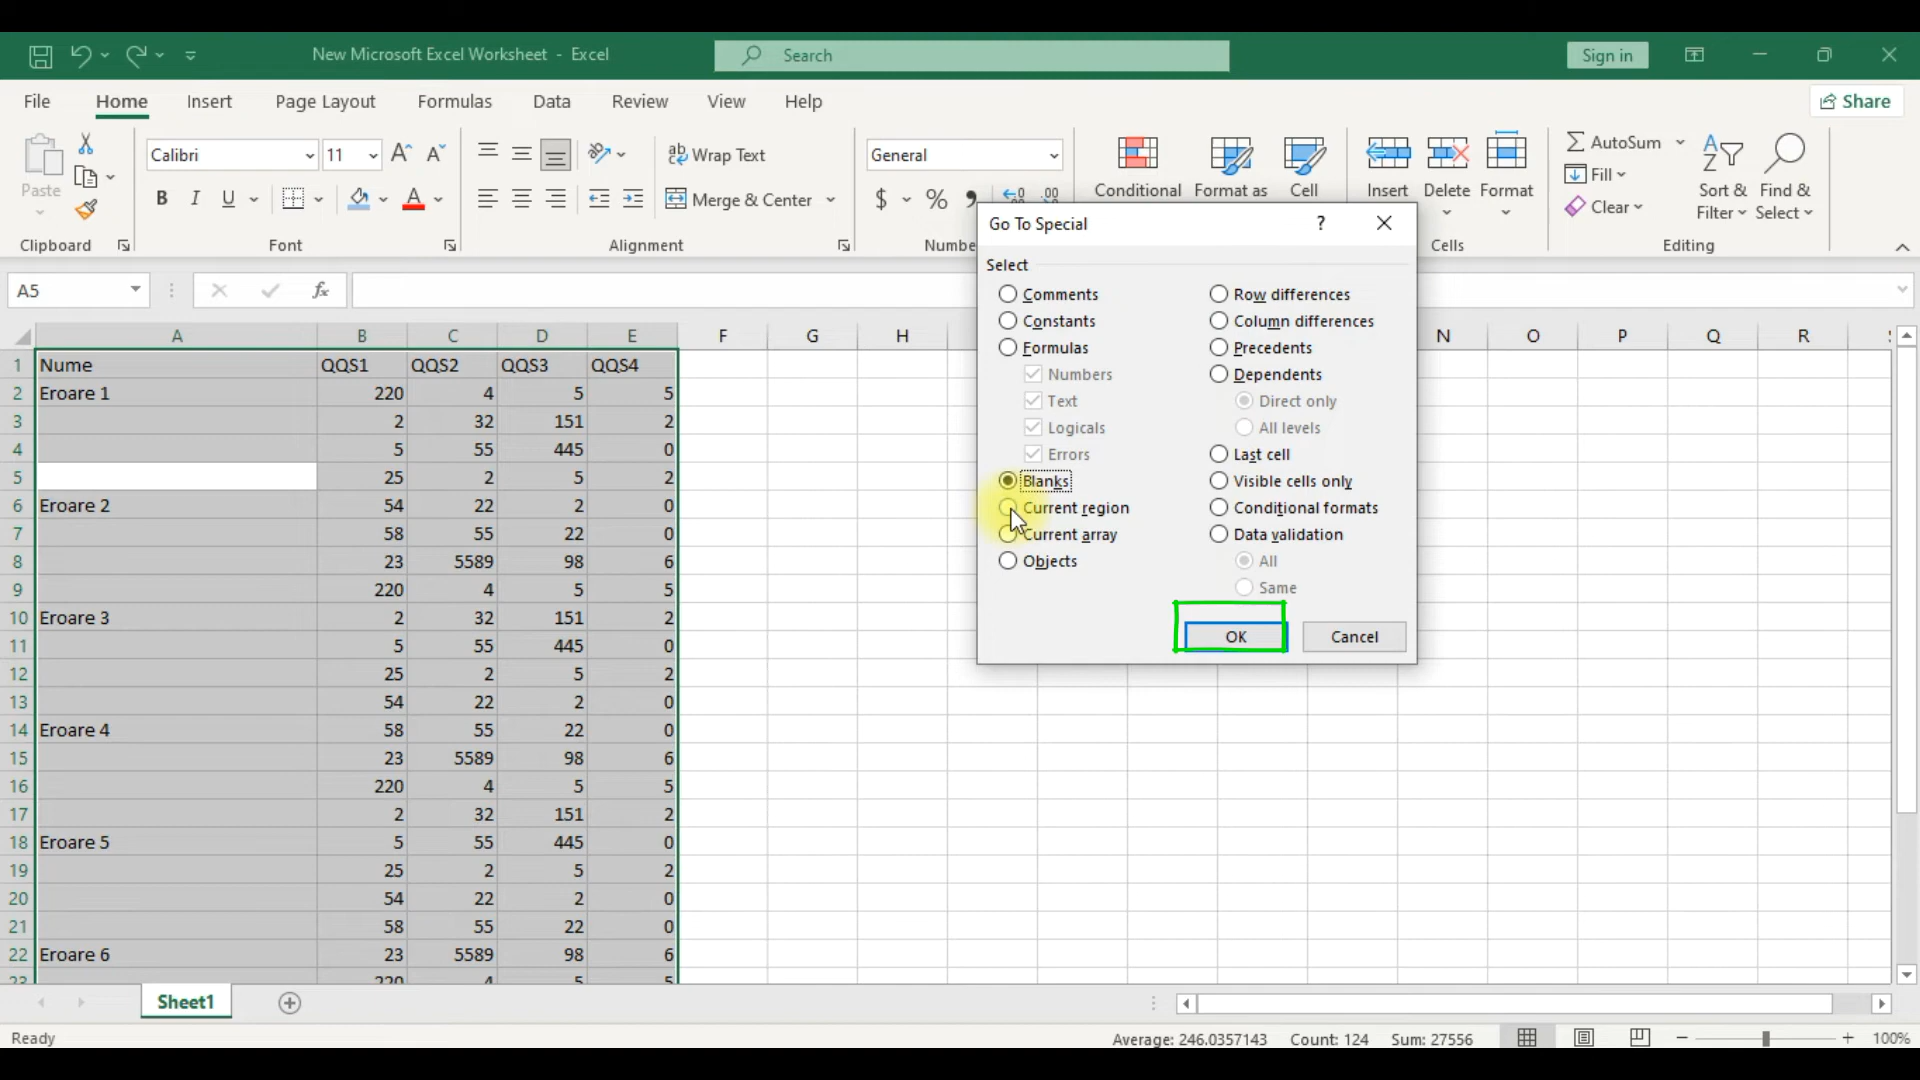 New Microsoft Excel Worksheet - Excel
Search
Sign in
File Home Insert Page Layout Formulas Data Review View Help
Share
Paste
Calibri 11
Wrap Text
General
Conditional Format as Cell
Insert Delete Format
AutoSum
Fill
Clear
Sort & Filter
Find & Select
B I U
Merge & Center
$ %
Clipboard Font Alignment Cells Editing
A5
fx
Go To Special
?
Select
Comments
Constants
Formulas
Numbers
Text
Logicals
Errors
Blanks
Current region
Current array
Objects
Row differences
Column differences
Precedents
Dependents
Direct only
All levels
Last cell
Visible cells only
Conditional formats
Data validation
All
Same
OK Cancel
A B C D E F G H N O P Q R
1 Nume QQS1 QQS2 QQS3 QQS4
2 Eroare 1 220 4 5 5
3 2 32 151 2
4 5 55 445 0
5 25 2 5 2
6 Eroare 2 54 22 2 0
7 58 55 22 0
8 23 5589 98 6
9 220 4 5 5
10 Eroare 3 2 32 151 2
11 5 55 445 0
12 25 2 5 2
13 54 22 2 0
14 Eroare 4 58 55 22 0
15 23 5589 98 6
16 220 4 5 5
17 2 32 151 2
18 Eroare 5 5 55 445 0
19 25 2 5 2
20 54 22 2 0
21 58 55 22 0
22 Eroare 6 23 5589 98 6
23 220 4 5 5
Sheet1
Ready
Average: 246.0357143 Count: 124 Sum: 27556
100%